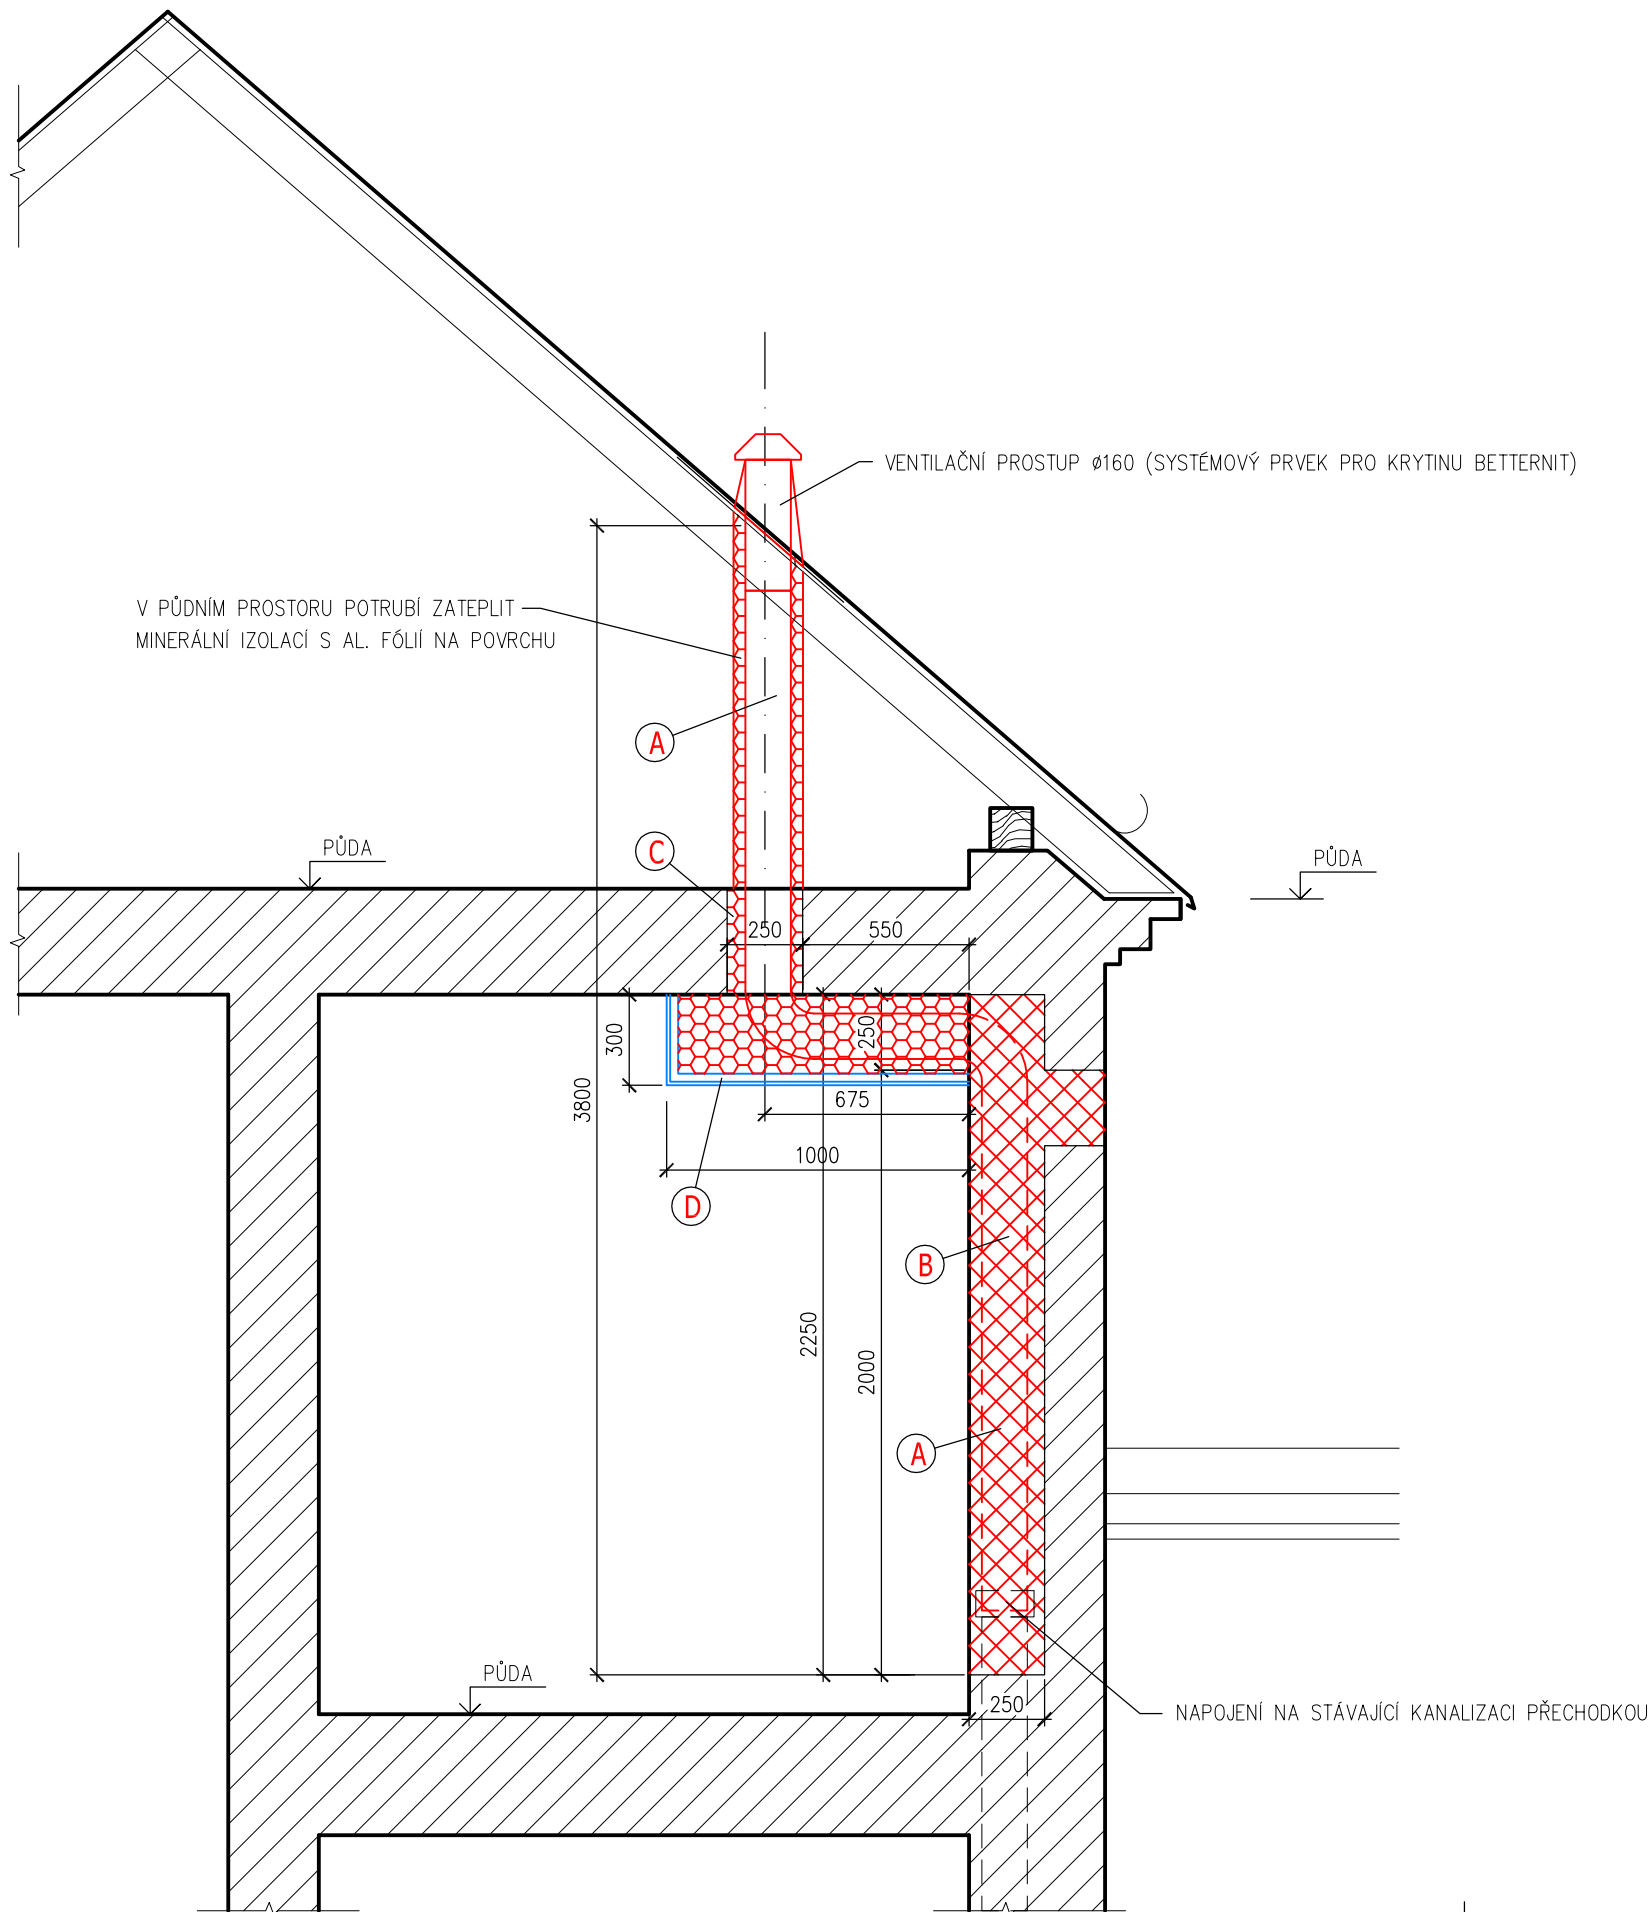 VENTILAČNÍ PROSTUP ø160 (SYSTÉMOVÝ PRVEK PRO KRYTINU BETTERNIT)
V PŮDNÍM PROSTORU POTRUBÍ ZATEPLIT
MINERÁLNÍ IZOLACÍ S AL. FÓLIÍ NA POVRCHU
A
PŮDA
C
PŮDA
250
550
300
250
3800
675
1000
D
B
2250
2000
A
PŮDA
250
NAPOJENÍ NA STÁVAJÍCÍ KANALIZACI PŘECHODKOU